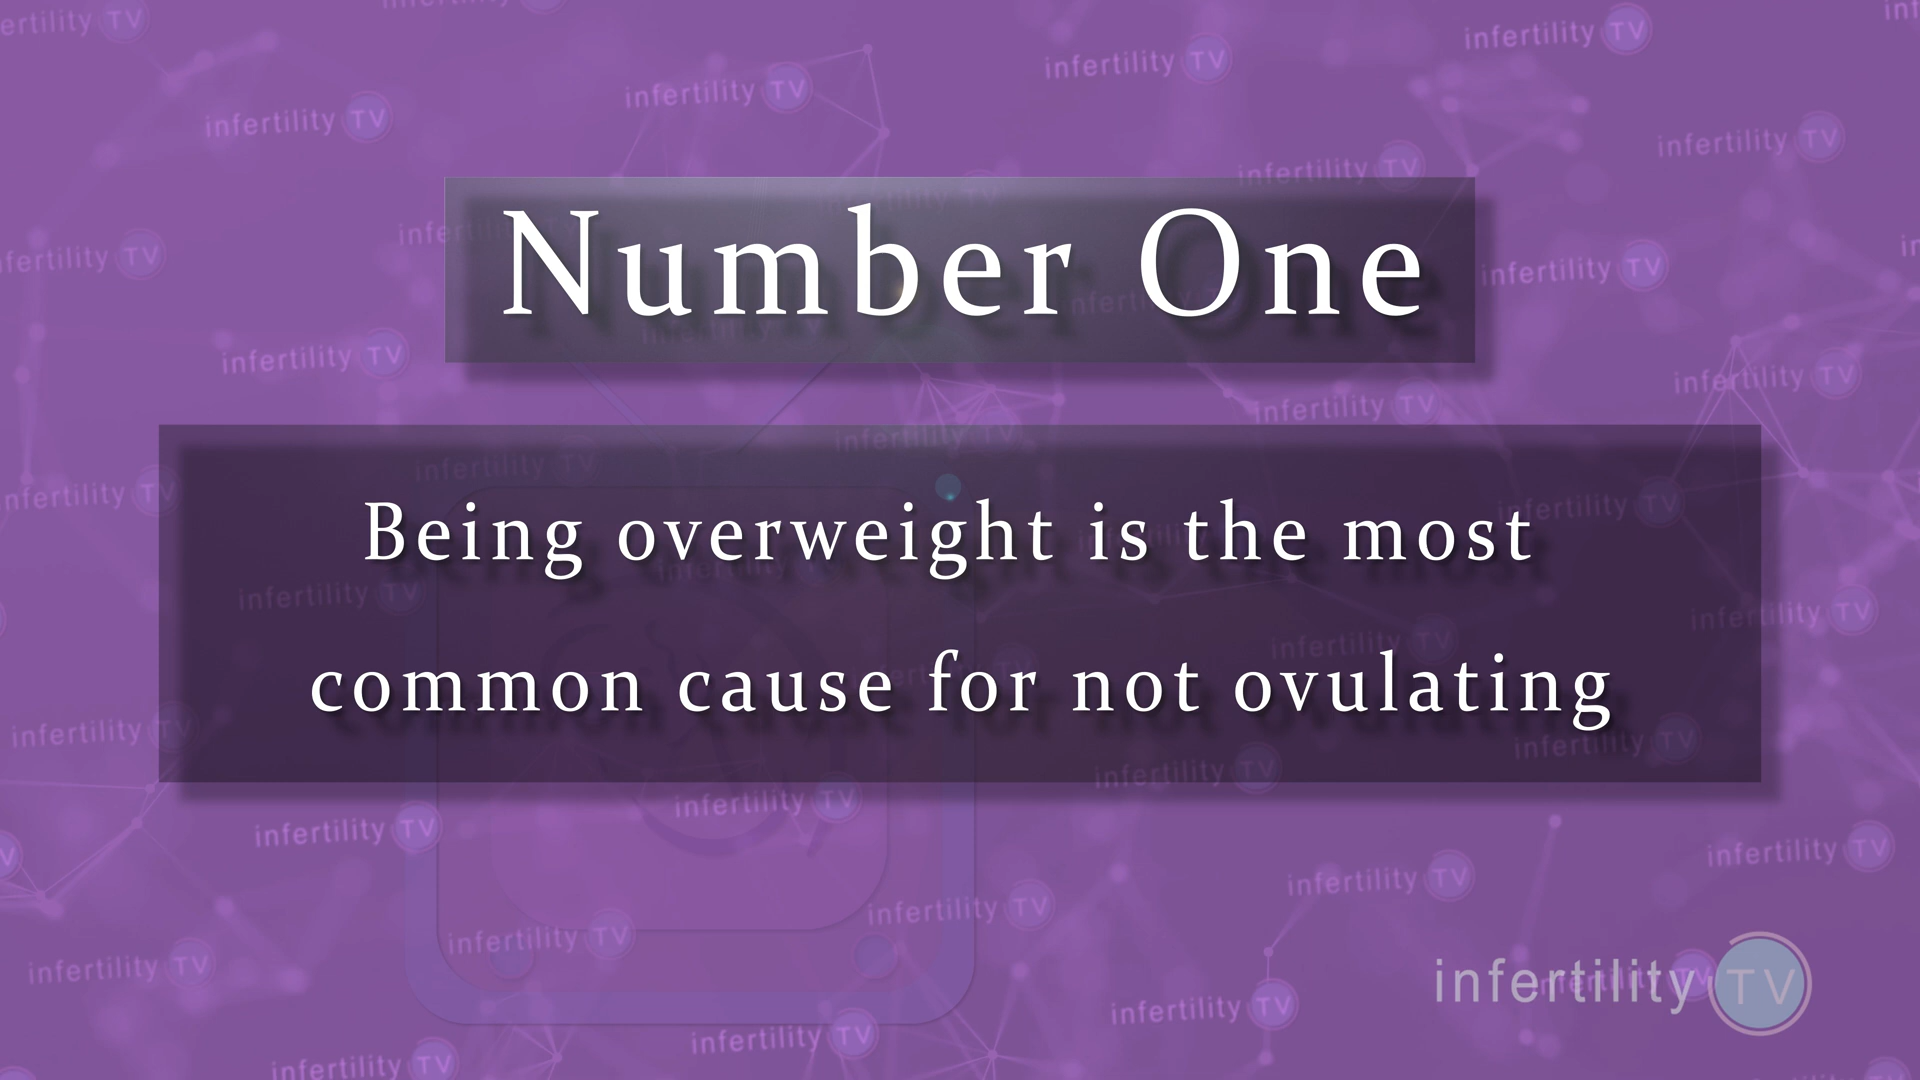 Number One
Being overweight is the most
common cause for not ovulating
infertility TV